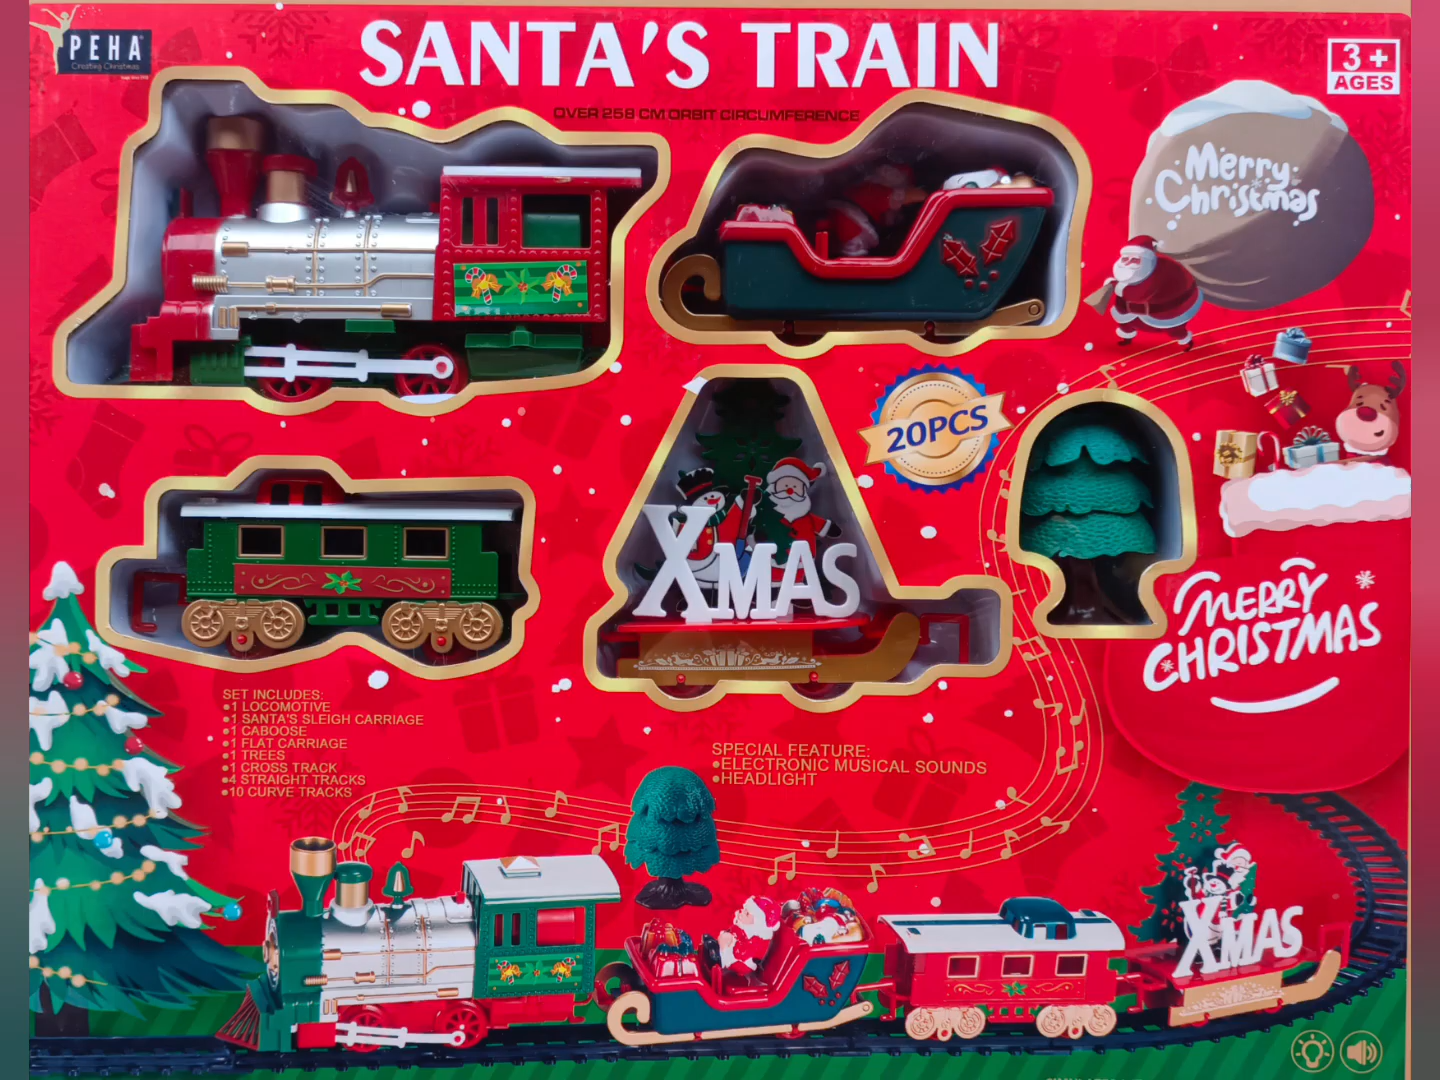 PEHA
Creating Christmas
SANTA'S TRAIN
3+
AGES
OVER 258 CM ORBIT CIRCUMFERENCE
Merry
Christmas
20PCS
XMAS
MERRY
CHRISTMAS
SET INCLUDES:
•1 LOCOMOTIVE
•1 SANTA'S SLEIGH CARRIAGE
•1 CABOOSE
•1 FLAT CARRIAGE
•1 TREES
•1 CROSS TRACK
•4 STRAIGHT TRACKS
•10 CURVE TRACKS
SPECIAL FEATURE:
•ELECTRONIC MUSICAL SOUNDS
•HEADLIGHT
XMAS